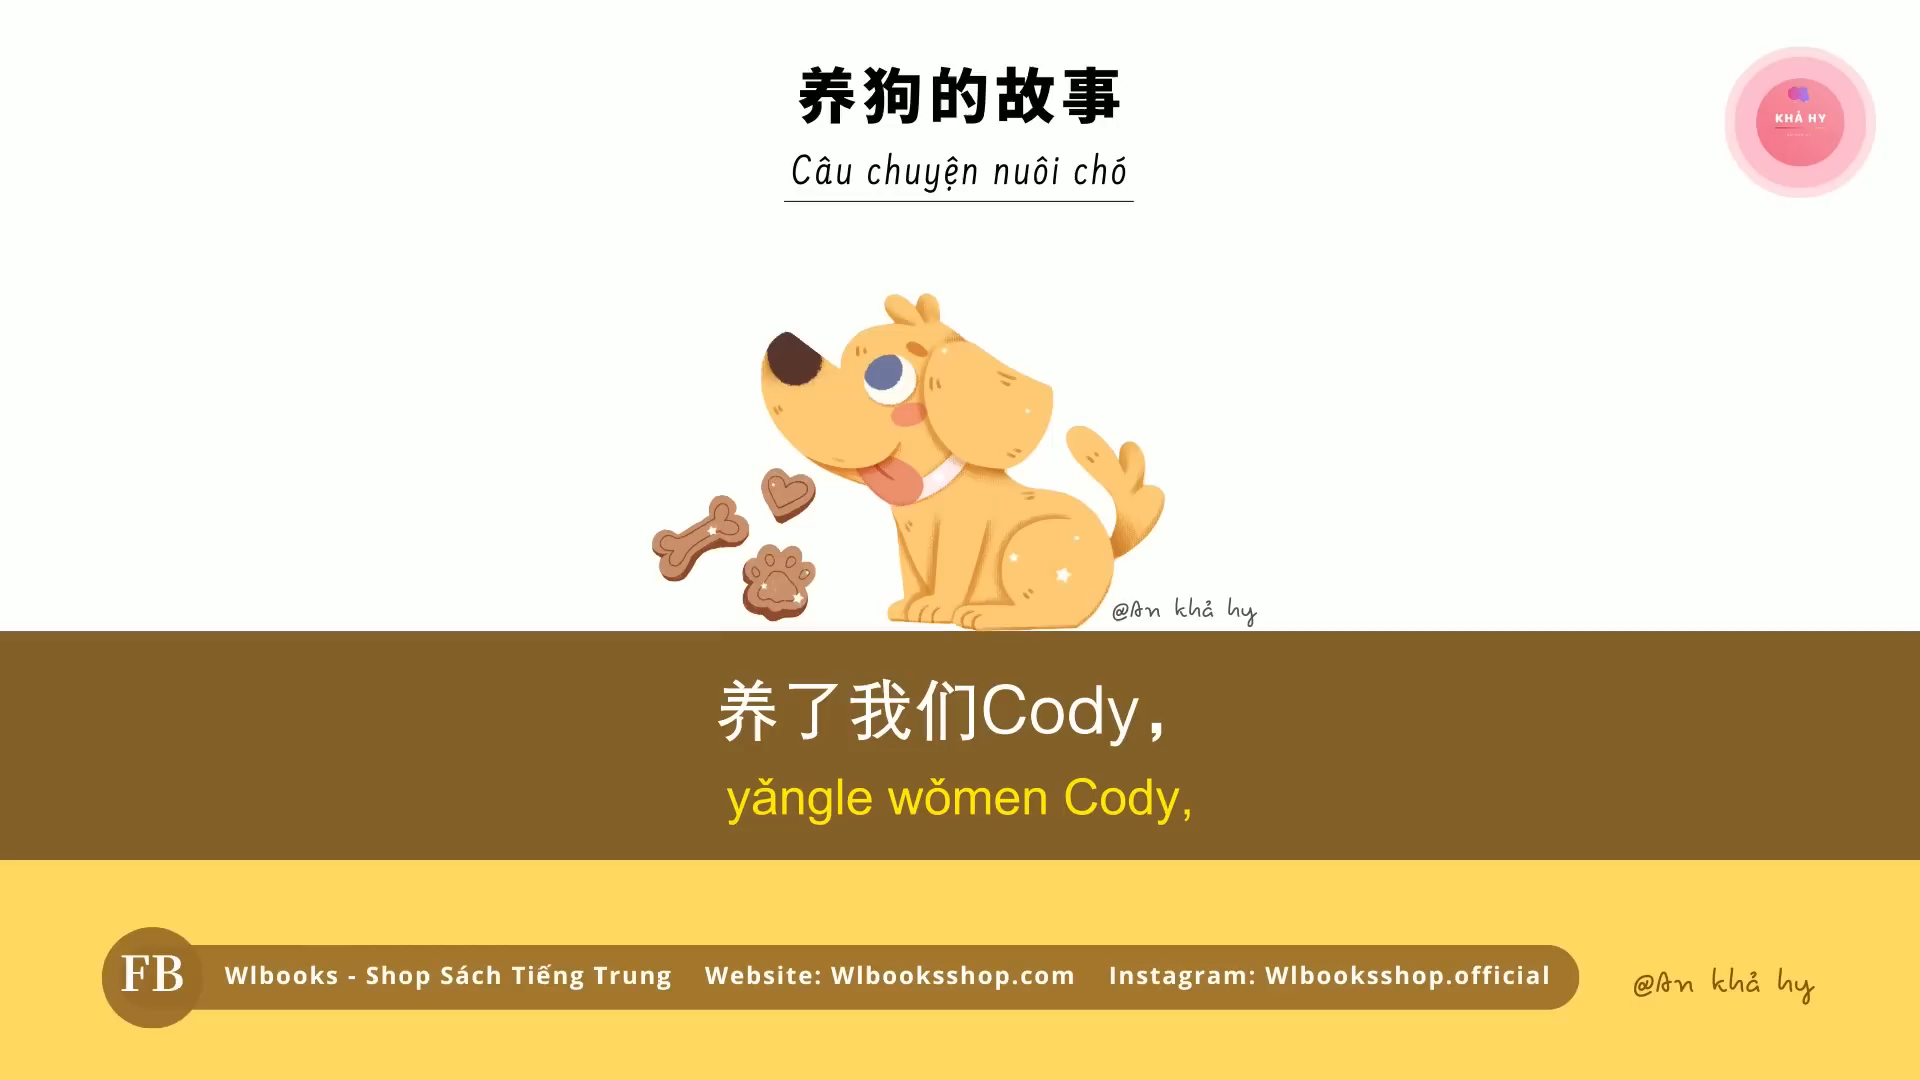 养狗的故事
Câu chuyện nuôi chó
KHẢ HY
@An khả hy
养了我们Cody，
yǎngle wǒmen Cody,
FB Wlbooks - Shop Sách Tiếng Trung Website: Wlbooksshop.com Instagram: Wlbooksshop.official
@An khả hy